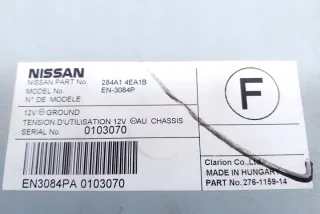 NISSAN
NISSAN PART No. 284A1 4EA1B
MODEL No. EN-3084P
N° DE MODELE
12V ⊖ GROUND
TENSION D'UTILISATION 12V ⊖AU CHASSIS
SERIAL No. 0103070
F
EN3084PA 0103070
Clarion Co.,Ltd.
MADE IN HUNGARY
PART No. 276-1159-14